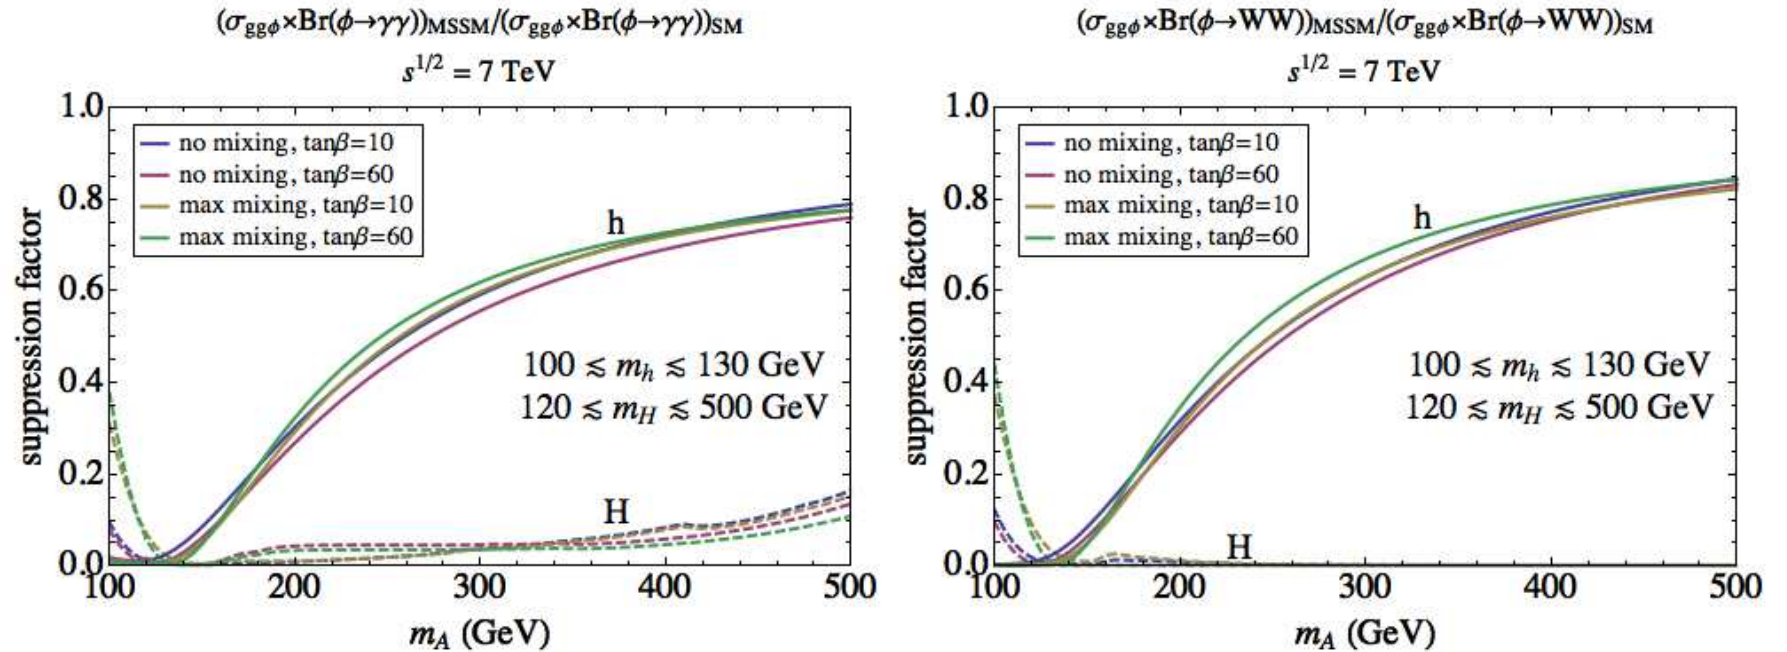 (σggϕ×Br(ϕ→γγ))MSSM/(σggϕ×Br(ϕ→γγ))SM
s1/2 = 7 TeV
1.0
0.8
0.6
0.4
0.2
0.0
suppression factor
no mixing, tanβ=10
no mixing, tanβ=60
max mixing, tanβ=10
max mixing, tanβ=60
h
100 ≲ mh ≲ 130 GeV
120 ≲ mH ≲ 500 GeV
H
100 200 300 400 500
mA (GeV)
(σggϕ×Br(ϕ→WW))MSSM/(σggϕ×Br(ϕ→WW))SM
s1/2 = 7 TeV
1.0
0.8
0.6
0.4
0.2
0.0
suppression factor
no mixing, tanβ=10
no mixing, tanβ=60
max mixing, tanβ=10
max mixing, tanβ=60
h
100 ≲ mh ≲ 130 GeV
120 ≲ mH ≲ 500 GeV
H
100 200 300 400 500
mA (GeV)